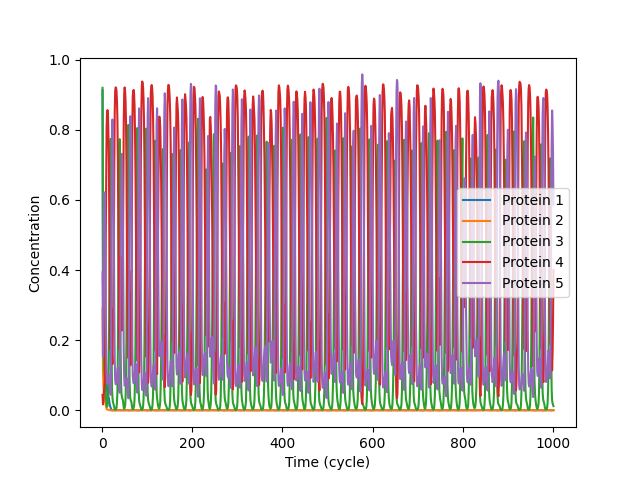 1.0
0.8
0.6
0.4
0.2
0.0
Concentration
Protein 1
Protein 2
Protein 3
Protein 4
Protein 5
0 200 400 600 800 1000
Time (cycle)